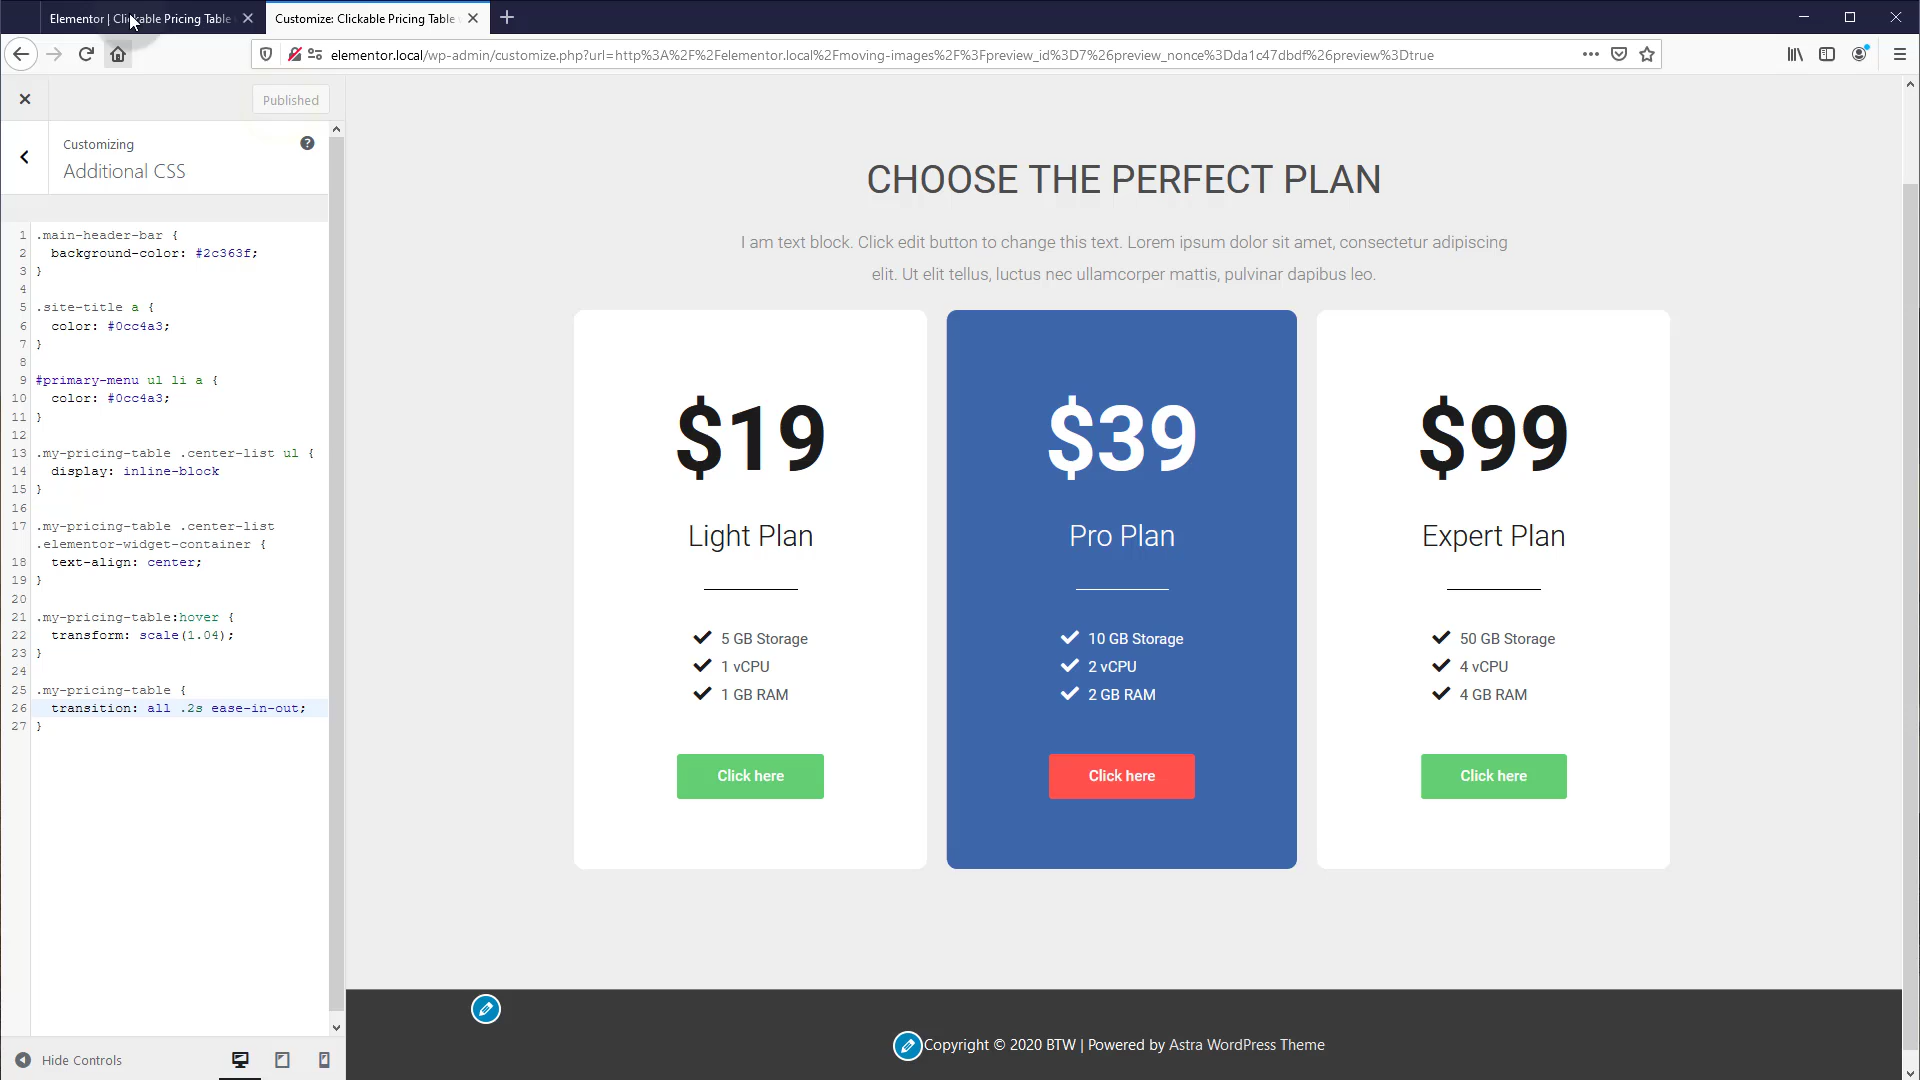 Elementor | Clickable Pricing Table
Customize: Clickable Pricing Table
elementor.local/wp-admin/customize.php?url=http%3A%2F%2Felementor.local%2Fmoving-images%2F%3Fpreview_id%3D7%26preview_nonce%3Dda1c47dbdf%26preview%3Dtrue
Published
Customizing
Additional CSS
1 .main-header-bar {
2 background-color: #2c363f;
3 }
4
5 .site-title a {
6 color: #0cc4a3;
7 }
8
9 #primary-menu ul li a {
10 color: #0cc4a3;
11 }
12
13 .my-pricing-table .center-list ul {
14 display: inline-block
15 }
16
17 .my-pricing-table .center-list
.elementor-widget-container {
18 text-align: center;
19 }
20
21 .my-pricing-table:hover {
22 transform: scale(1.04);
23 }
24
25 .my-pricing-table {
26 transition: all .2s ease-in-out;
27 }
Hide Controls
CHOOSE THE PERFECT PLAN
I am text block. Click edit button to change this text. Lorem ipsum dolor sit amet, consectetur adipiscing
elit. Ut elit tellus, luctus nec ullamcorper mattis, pulvinar dapibus leo.
$19
Light Plan
5 GB Storage
1 vCPU
1 GB RAM
Click here
$39
Pro Plan
10 GB Storage
2 vCPU
2 GB RAM
Click here
$99
Expert Plan
50 GB Storage
4 vCPU
4 GB RAM
Click here
Copyright © 2020 BTW | Powered by Astra WordPress Theme